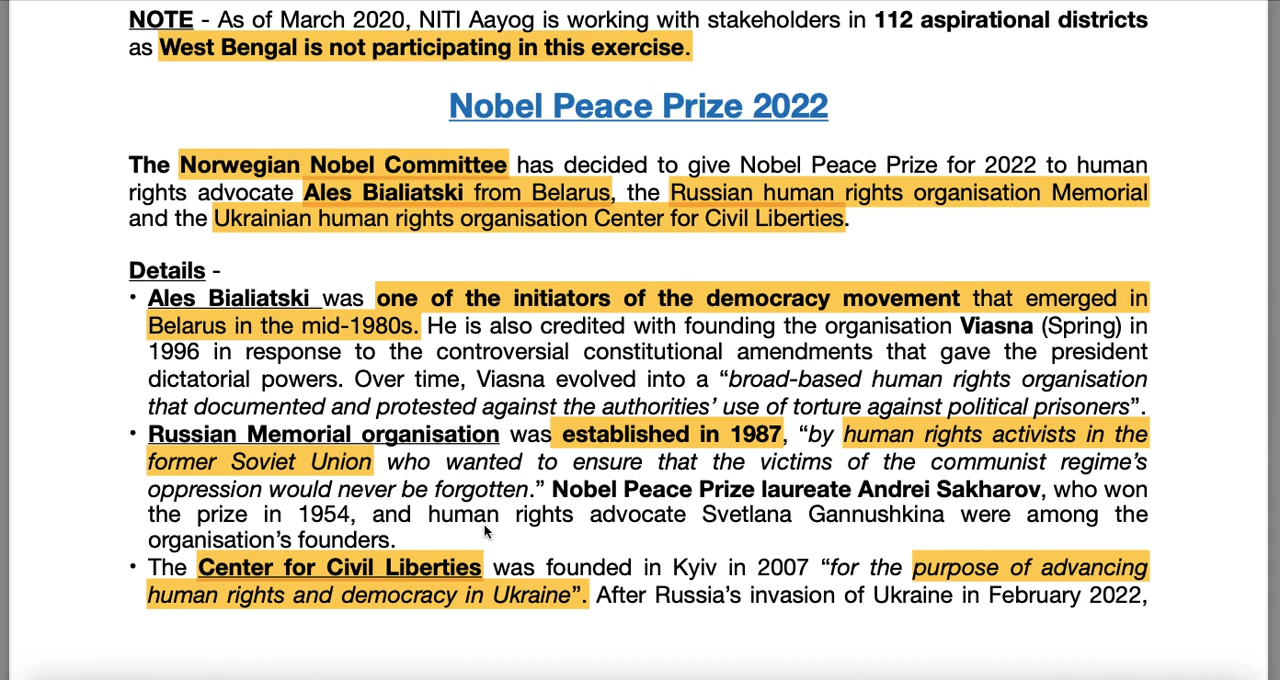 NOTE - As of March 2020, NITI Aayog is working with stakeholders in 112 aspirational districts
as West Bengal is not participating in this exercise.
Nobel Peace Prize 2022
The Norwegian Nobel Committee has decided to give Nobel Peace Prize for 2022 to human
rights advocate Ales Bialiatski from Belarus, the Russian human rights organisation Memorial
and the Ukrainian human rights organisation Center for Civil Liberties.
Details -
• Ales Bialiatski was one of the initiators of the democracy movement that emerged in
Belarus in the mid-1980s. He is also credited with founding the organisation Viasna (Spring) in
1996 in response to the controversial constitutional amendments that gave the president
dictatorial powers. Over time, Viasna evolved into a “broad-based human rights organisation
that documented and protested against the authorities’ use of torture against political prisoners”.
• Russian Memorial organisation was established in 1987, “by human rights activists in the
former Soviet Union who wanted to ensure that the victims of the communist regime’s
oppression would never be forgotten.” Nobel Peace Prize laureate Andrei Sakharov, who won
the prize in 1954, and human rights advocate Svetlana Gannushkina were among the
organisation’s founders.
• The Center for Civil Liberties was founded in Kyiv in 2007 “for the purpose of advancing
human rights and democracy in Ukraine”. After Russia’s invasion of Ukraine in February 2022,